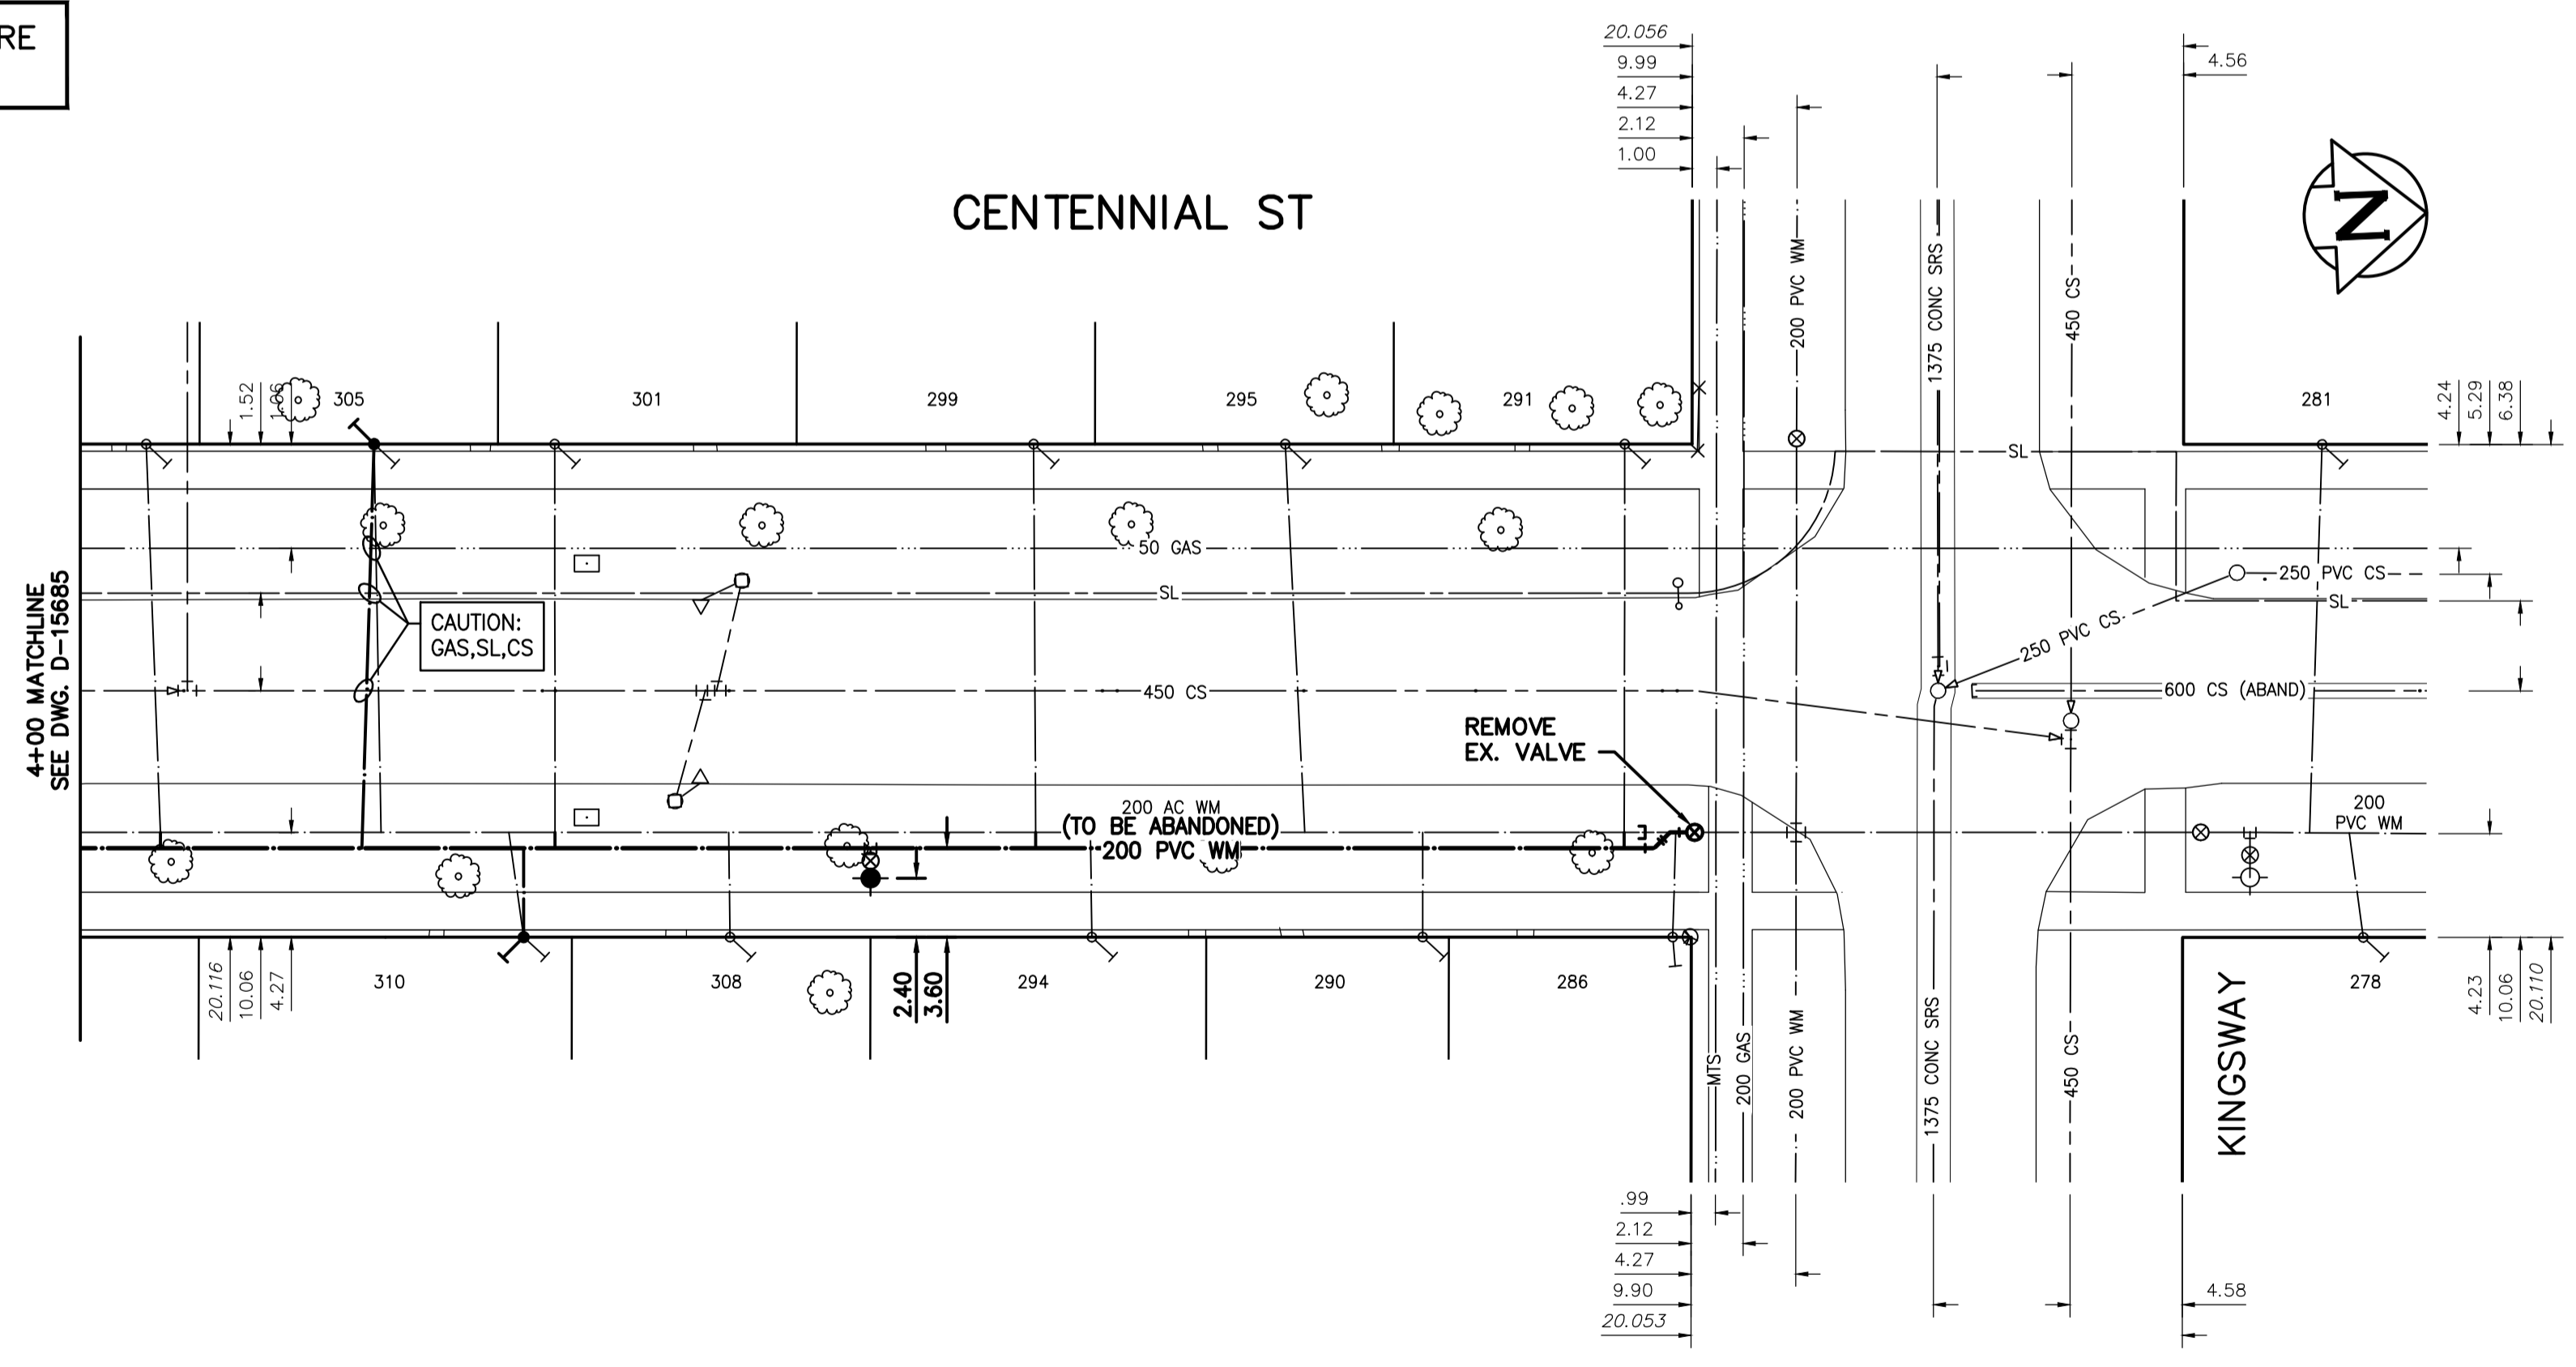 RE
20.056
9.99
4.27
2.12
1.00
4.56
CENTENNIAL ST
N
200 PVC WM
1375 CONC SRS
450 CS
1.52
305
301
299
295
291
281
4.24
5.29
6.38
SL
50 GAS
250 PVC CS
SL
SL
4+00 MATCHLINE
SEE DWG. D-15685
CAUTION:
GAS,SL,CS
250 PVC CS
450 CS
600 CS (ABAND)
REMOVE
EX. VALVE
200 AC WM
(TO BE ABANDONED)
200 PVC WM
200
PVC WM
20.116
10.06
4.27
310
308
2.40
3.60
294
290
286
278
4.23
10.06
20.110
MTS
200 GAS
200 PVC WM
1375 CONC SRS
450 CS
KINGSWAY
.99
2.12
4.27
9.90
20.053
4.58